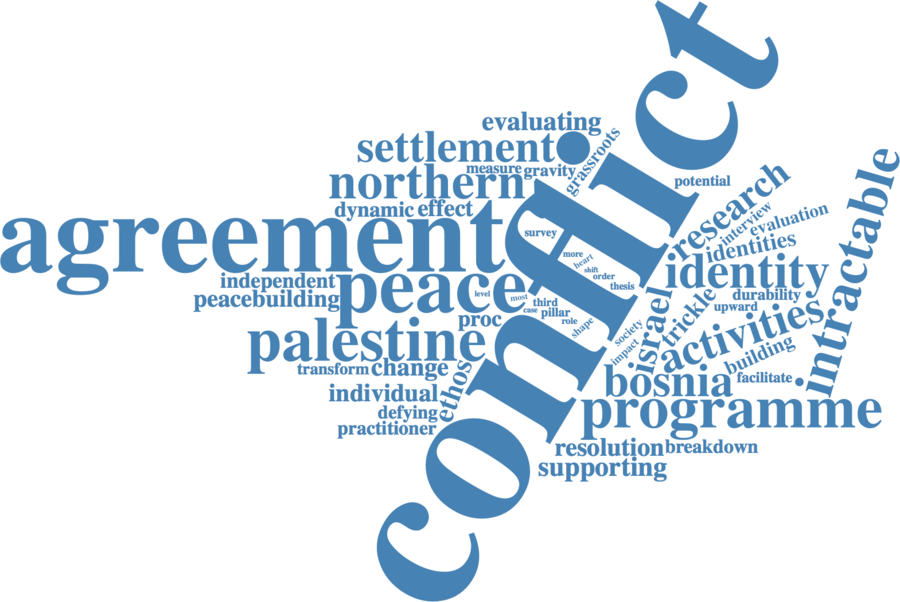 conflict
evaluating
settlement
grassroots
measure
gravity
northern
potential
dynamic
effect
research
intractable
agreement
interview
evaluation
survey
identities
more
heart
shift
order
thesis
identity
independent
peace
peacebuilding
level
most
case
third
pillar
role
shape
proc
israel
trickle
durability
upward
activities
palestine
society
impact
building
transform
change
ethos
bosnia
facilitate
individual
programme
defying
practitioner
resolution
breakdown
supporting